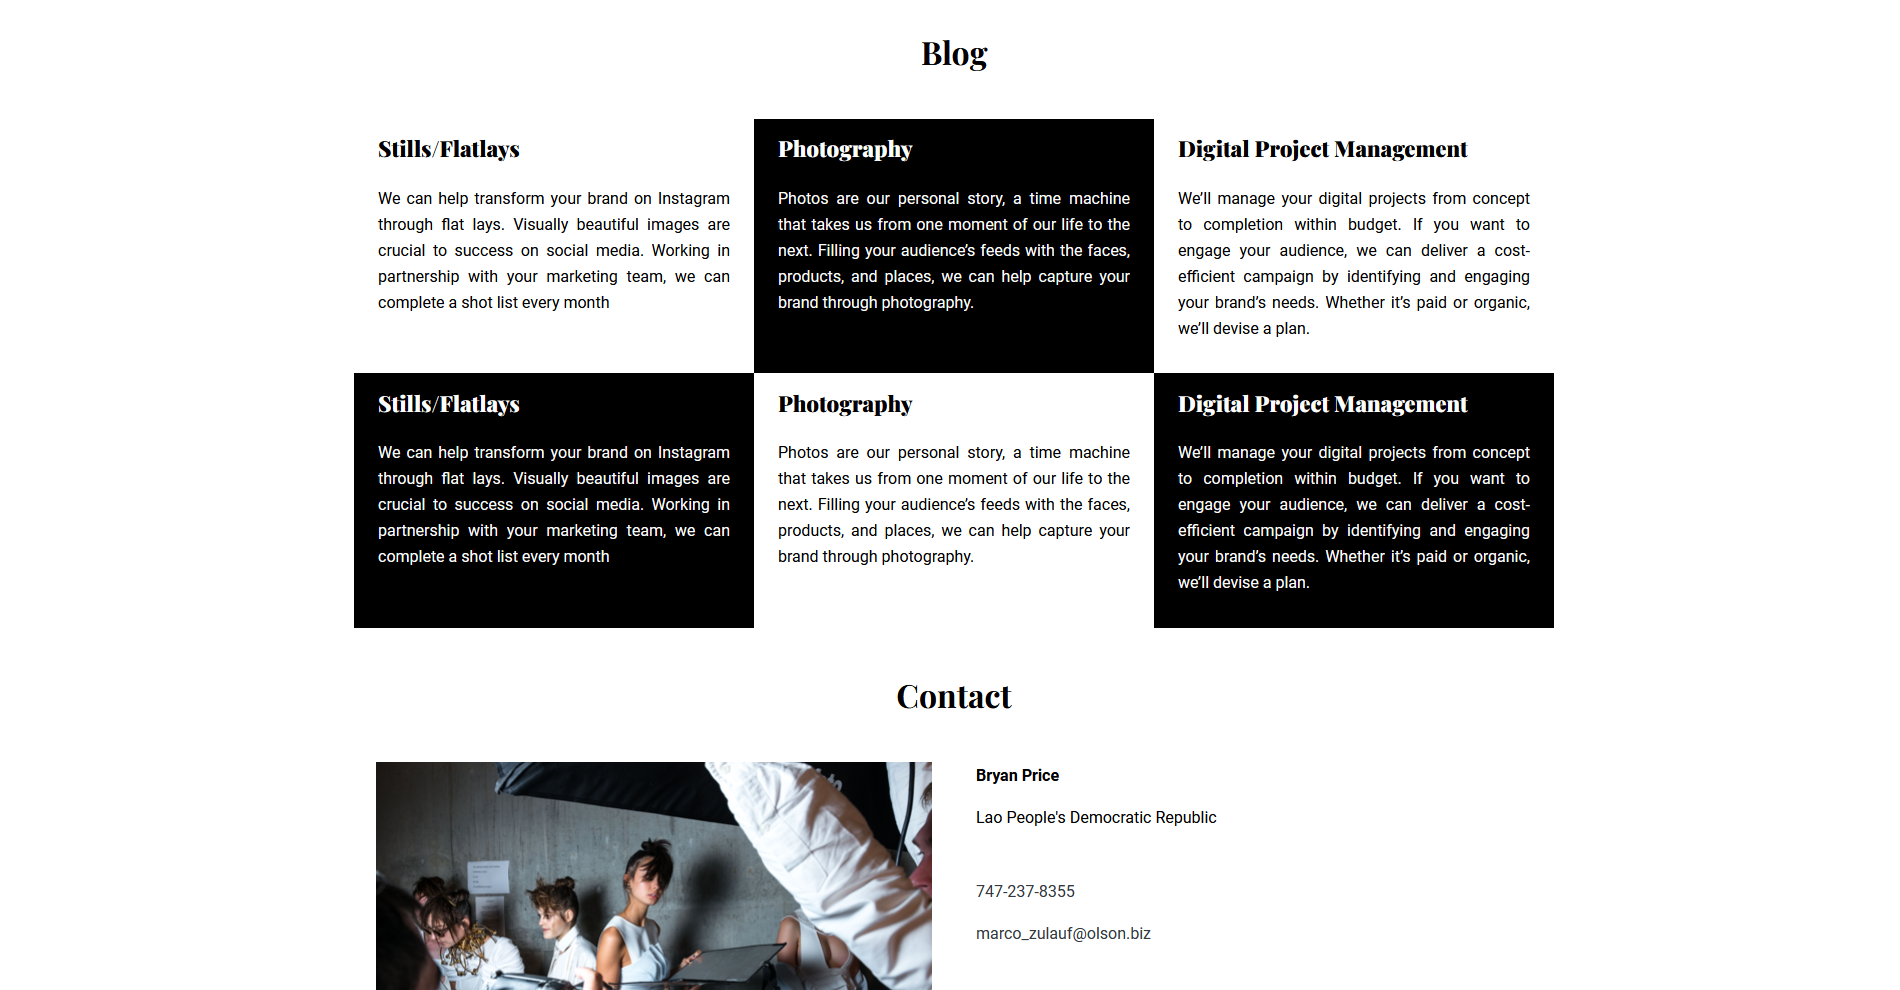 Blog
Stills/Flatlays
We can help transform your brand on Instagram
through flat lays. Visually beautiful images are
crucial to success on social media. Working in
partnership with your marketing team, we can
complete a shot list every month
Photography
Photos are our personal story, a time machine
that takes us from one moment of our life to the
next. Filling your audience’s feeds with the faces,
products, and places, we can help capture your
brand through photography.
Digital Project Management
We’ll manage your digital projects from concept
to completion within budget. If you want to
engage your audience, we can deliver a cost-
efficient campaign by identifying and engaging
your brand’s needs. Whether it’s paid or organic,
we’ll devise a plan.
Stills/Flatlays
We can help transform your brand on Instagram
through flat lays. Visually beautiful images are
crucial to success on social media. Working in
partnership with your marketing team, we can
complete a shot list every month
Photography
Photos are our personal story, a time machine
that takes us from one moment of our life to the
next. Filling your audience’s feeds with the faces,
products, and places, we can help capture your
brand through photography.
Digital Project Management
We’ll manage your digital projects from concept
to completion within budget. If you want to
engage your audience, we can deliver a cost-
efficient campaign by identifying and engaging
your brand’s needs. Whether it’s paid or organic,
we’ll devise a plan.
Contact
Bryan Price
Lao People's Democratic Republic
747-237-8355
marco_zulauf@olson.biz